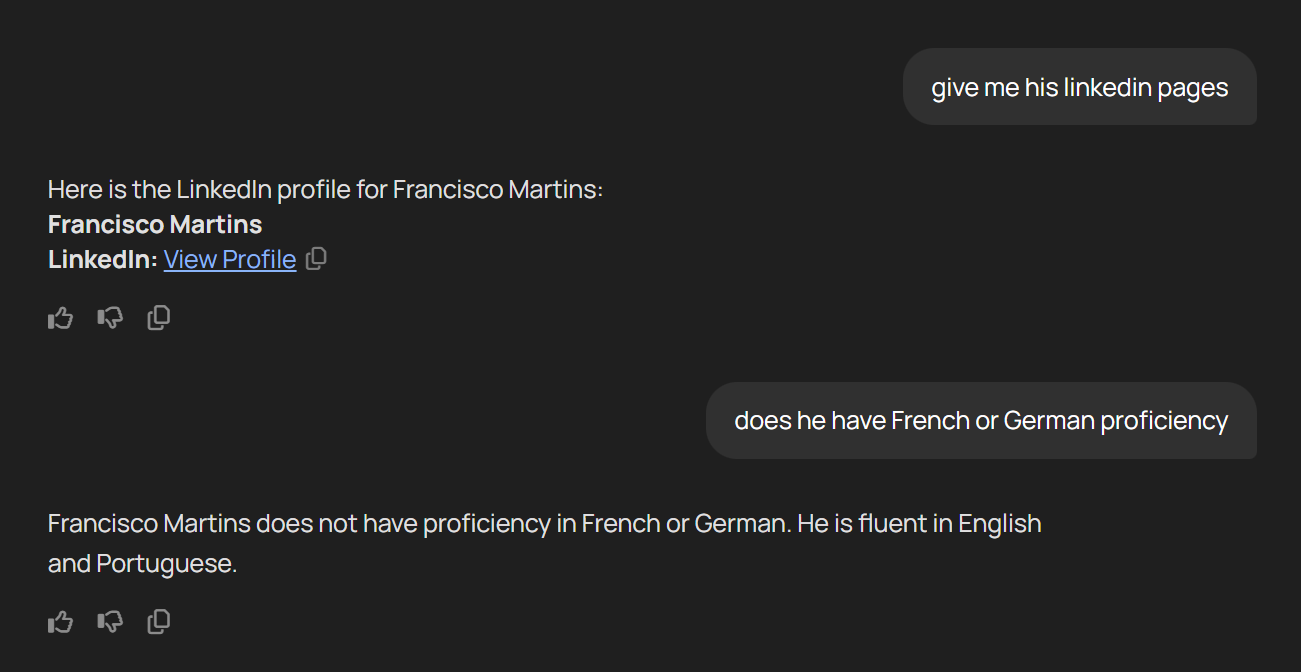 give me his linkedin pages
Here is the LinkedIn profile for Francisco Martins:
Francisco Martins
LinkedIn: View Profile
does he have French or German proficiency
Francisco Martins does not have proficiency in French or German. He is fluent in English
and Portuguese.